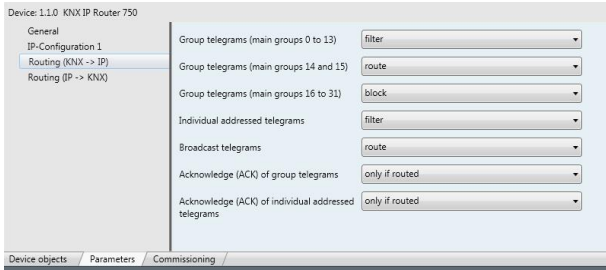 Device: 1.1.0 KNX IP Router 750
General
IP-Configuration 1
Routing (KNX -> IP)
Routing (IP -> KNX)
Group telegrams (main groups 0 to 13) filter
Group telegrams (main groups 14 and 15) route
Group telegrams (main groups 16 to 31) block
Individual addressed telegrams filter
Broadcast telegrams route
Acknowledge (ACK) of group telegrams only if routed
Acknowledge (ACK) of individual addressed only if routed
telegrams
Device objects Parameters Commissioning